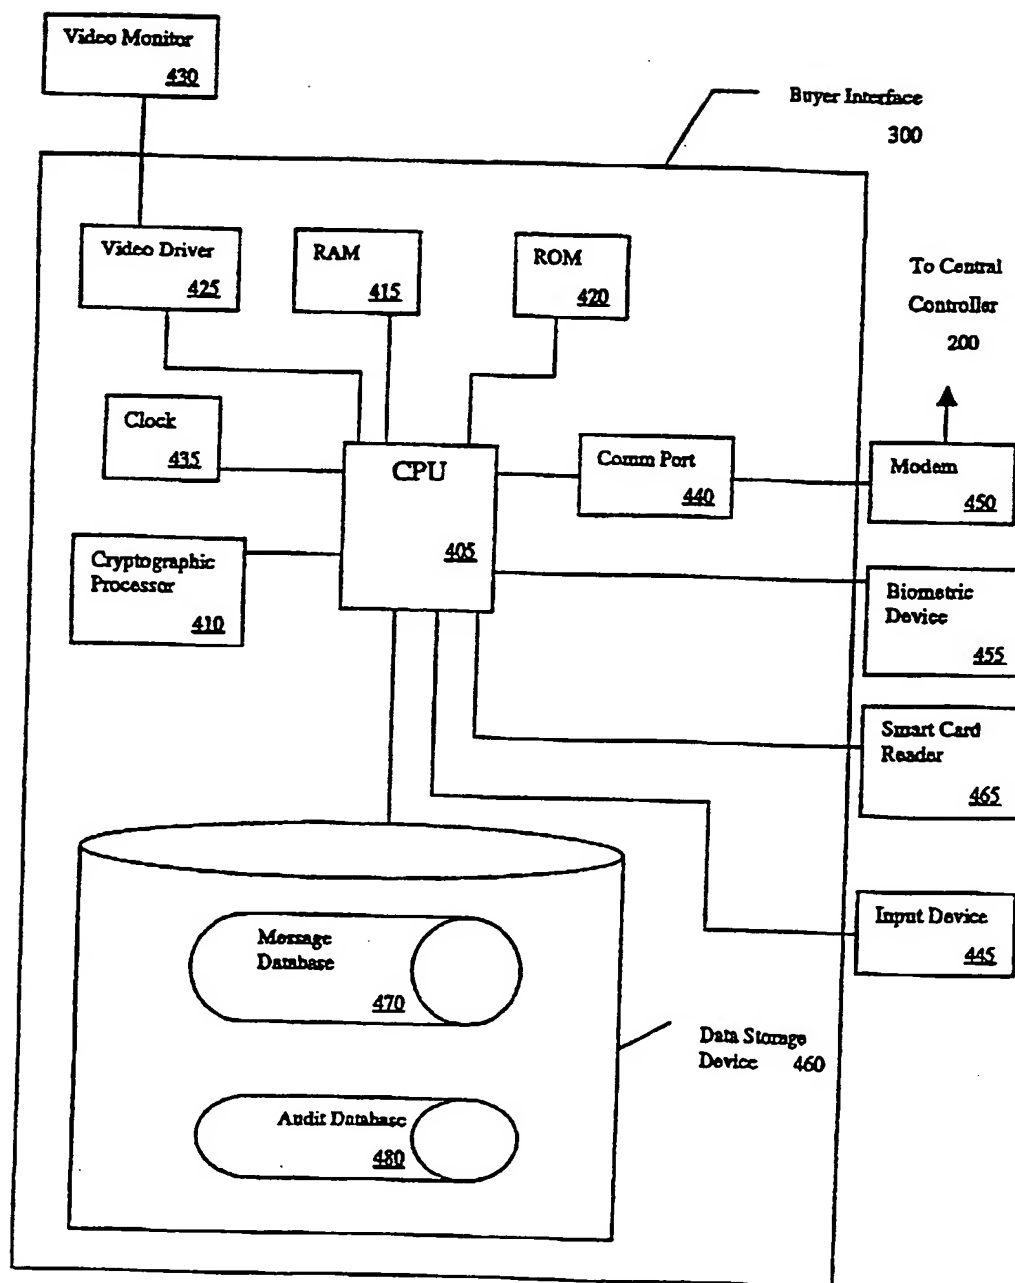 Video Monitor
430
Buyer Interface
300
Video Driver
425
RAM
415
ROM
420
To Central
Controller
200
Clock
435
CPU
405
Comm Port
440
Modem
450
Cryptographic
Processor
410
Biometric
Device
455
Smart Card
Reader
465
Input Device
445
Message
Database
470
Data Storage
Device 460
Audit Database
480